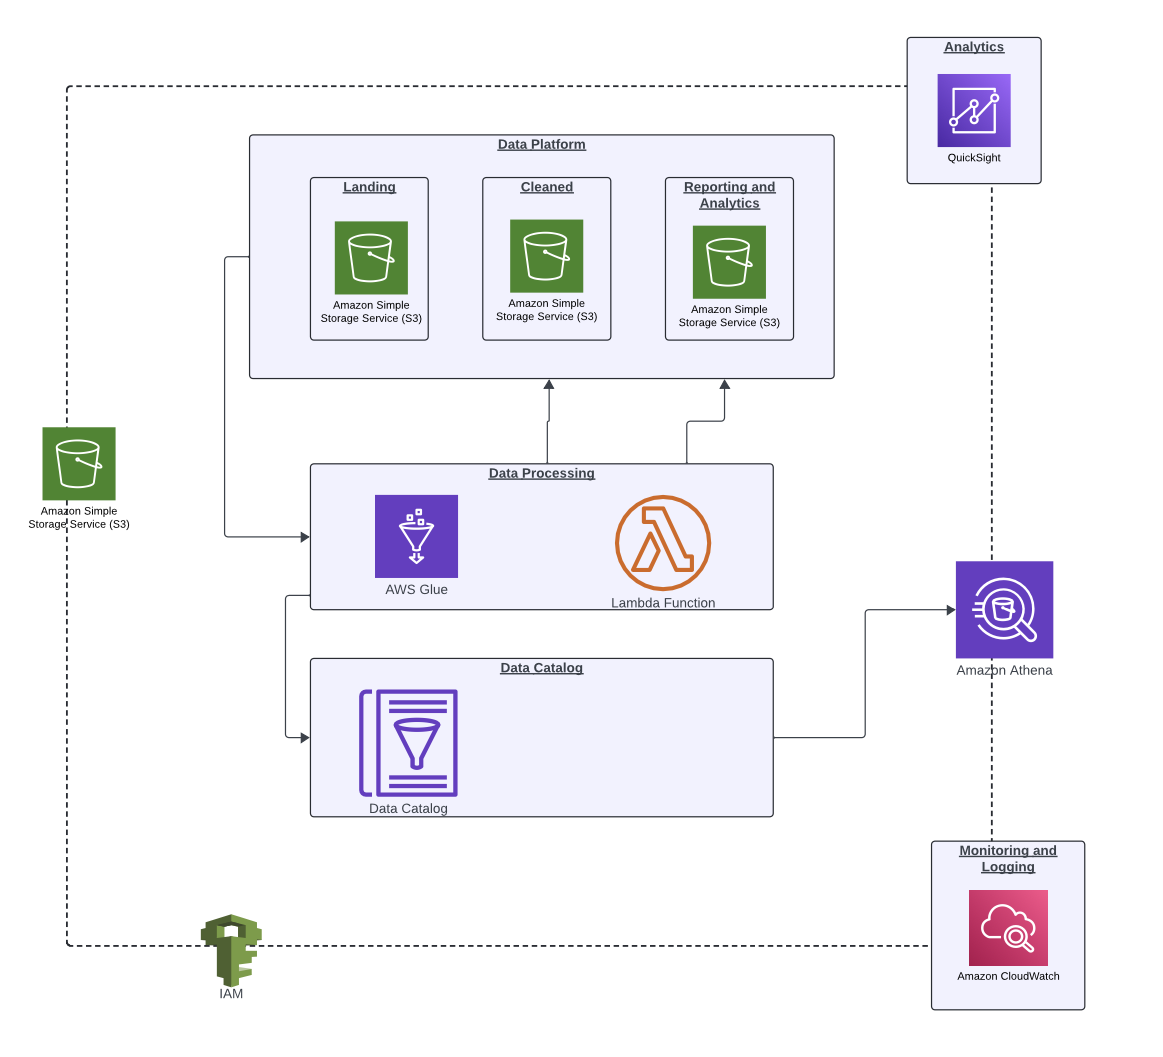 Analytics
QuickSight
Data Platform
Landing
Amazon Simple
Storage Service (S3)
Cleaned
Amazon Simple
Storage Service (S3)
Reporting and
Analytics
Amazon Simple
Storage Service (S3)
Amazon Simple
Storage Service (S3)
Data Processing
AWS Glue
Lambda Function
Amazon Athena
Data Catalog
Data Catalog
Monitoring and
Logging
Amazon CloudWatch
IAM